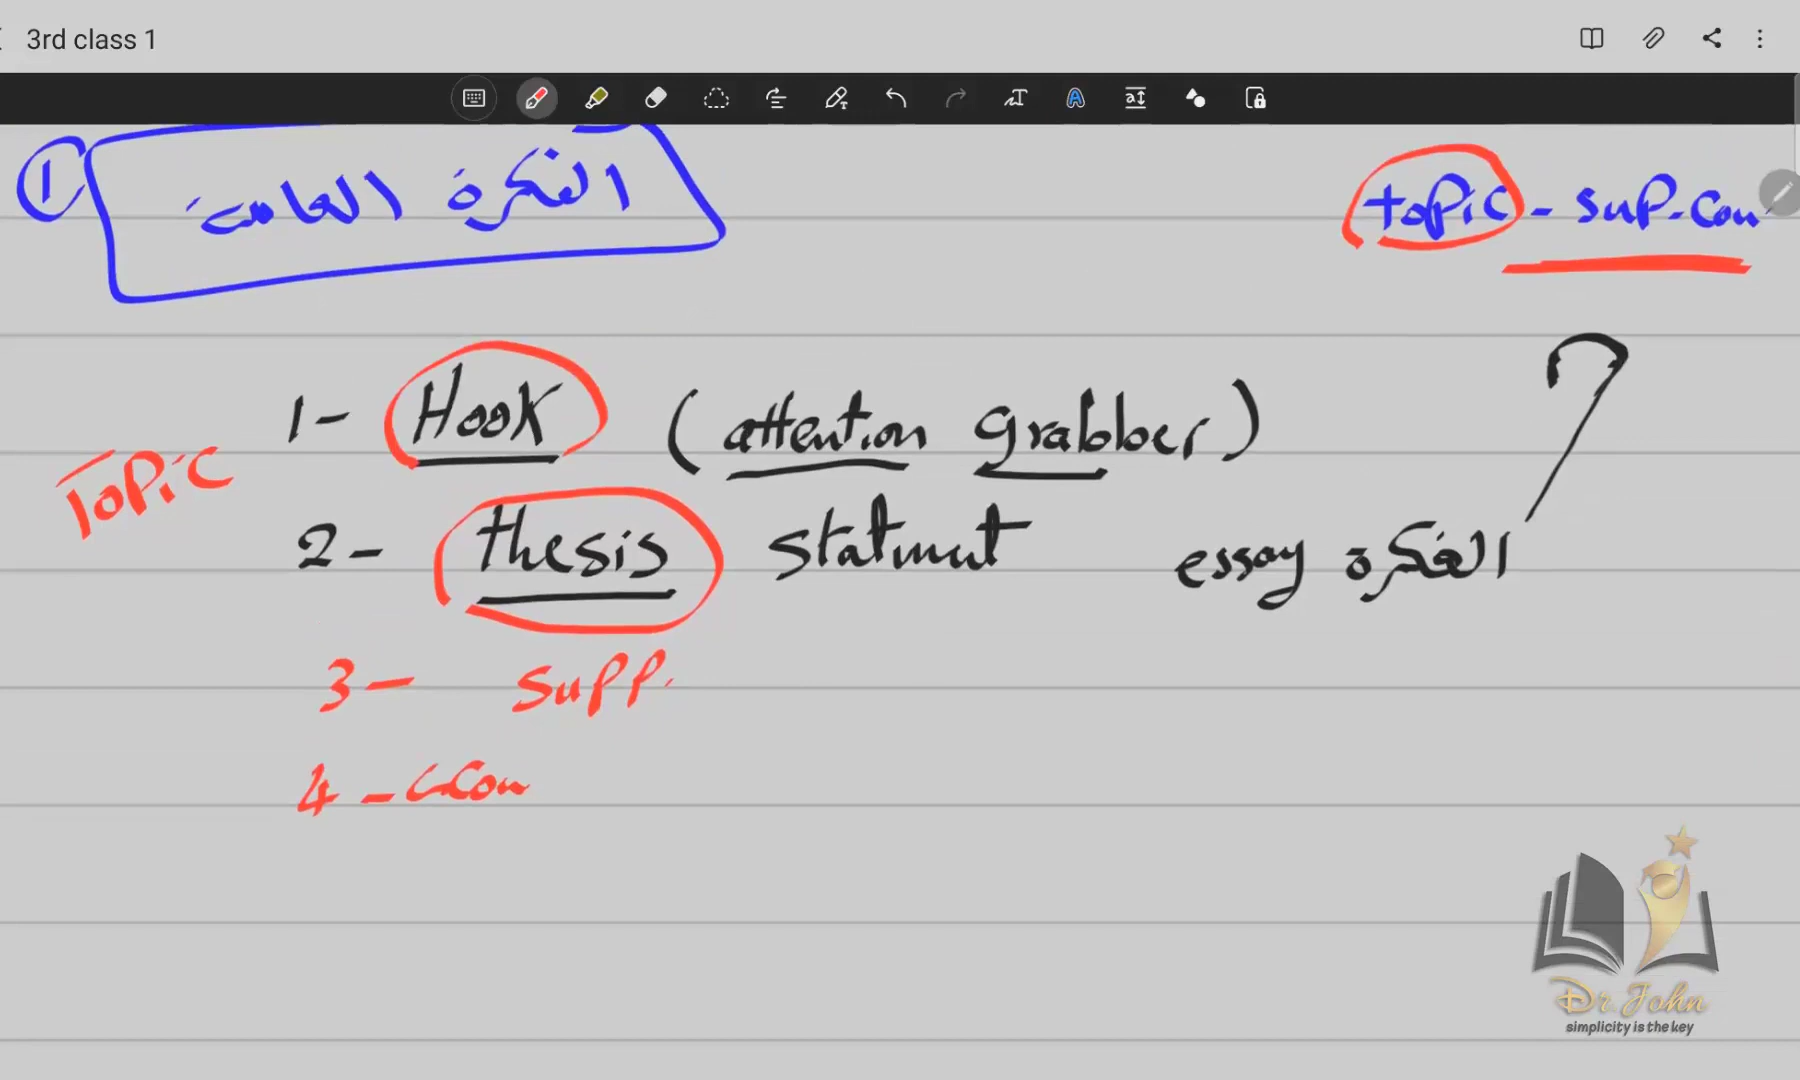 3rd class 1
1 الفكرة العامة
topic - sup - con
1- Hook (attention grabber)
Topic
2- thesis statmnt essay الفكرة
3- supp.
4- con
Dr. John
simplicity is the key